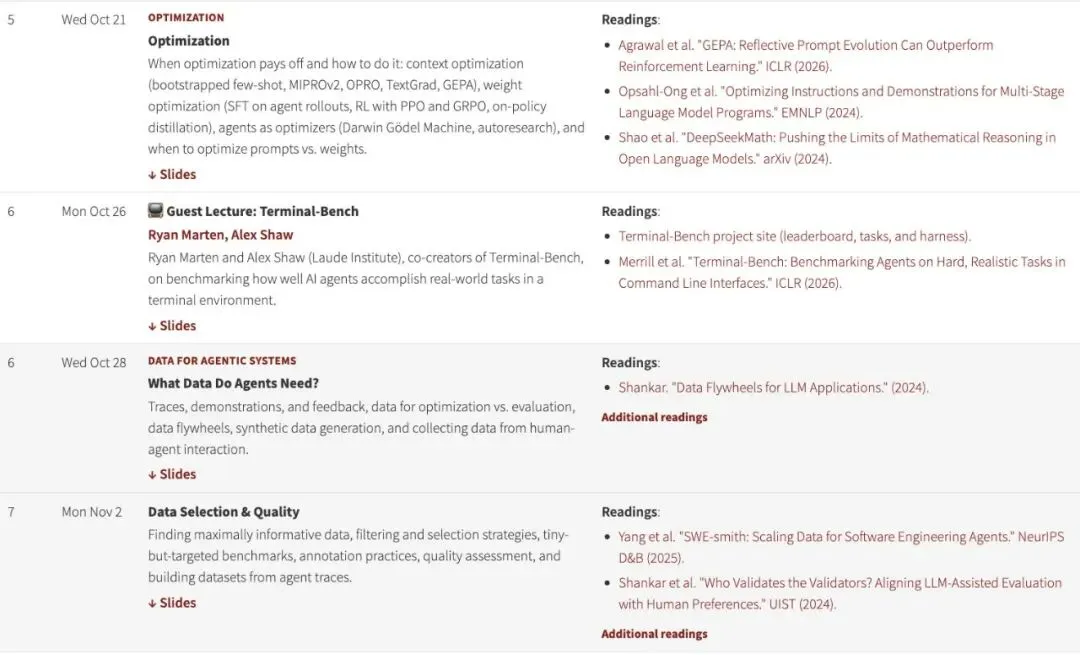 5
Wed Oct 21
OPTIMIZATION
Optimization
When optimization pays off and how to do it: context optimization
(bootstrapped few-shot, MIPROv2, OPRO, TextGrad, GEPA), weight
optimization (SFT on agent rollouts, RL with PPO and GRPO, on-policy
distillation), agents as optimizers (Darwin Gödel Machine, autoresearch), and
when to optimize prompts vs. weights.
↓ Slides
Readings:
• Agrawal et al. "GEPA: Reflective Prompt Evolution Can Outperform
Reinforcement Learning." ICLR (2026).
• Opsahl-Ong et al. "Optimizing Instructions and Demonstrations for Multi-Stage
Language Model Programs." EMNLP (2024).
• Shao et al. "DeepSeekMath: Pushing the Limits of Mathematical Reasoning in
Open Language Models." arXiv (2024).
6
Mon Oct 26
Guest Lecture: Terminal-Bench
Ryan Marten, Alex Shaw
Ryan Marten and Alex Shaw (Laude Institute), co-creators of Terminal-Bench,
on benchmarking how well AI agents accomplish real-world tasks in a
terminal environment.
↓ Slides
Readings:
• Terminal-Bench project site (leaderboard, tasks, and harness).
• Merrill et al. "Terminal-Bench: Benchmarking Agents on Hard, Realistic Tasks in
Command Line Interfaces." ICLR (2026).
6
Wed Oct 28
DATA FOR AGENTIC SYSTEMS
What Data Do Agents Need?
Traces, demonstrations, and feedback, data for optimization vs. evaluation,
data flywheels, synthetic data generation, and collecting data from human-
agent interaction.
↓ Slides
Readings:
• Shankar. "Data Flywheels for LLM Applications." (2024).
Additional readings
7
Mon Nov 2
Data Selection & Quality
Finding maximally informative data, filtering and selection strategies, tiny-
but-targeted benchmarks, annotation practices, quality assessment, and
building datasets from agent traces.
↓ Slides
Readings:
• Yang et al. "SWE-smith: Scaling Data for Software Engineering Agents." NeurIPS
D&B (2025).
• Shankar et al. "Who Validates the Validators? Aligning LLM-Assisted Evaluation
with Human Preferences." UIST (2024).
Additional readings